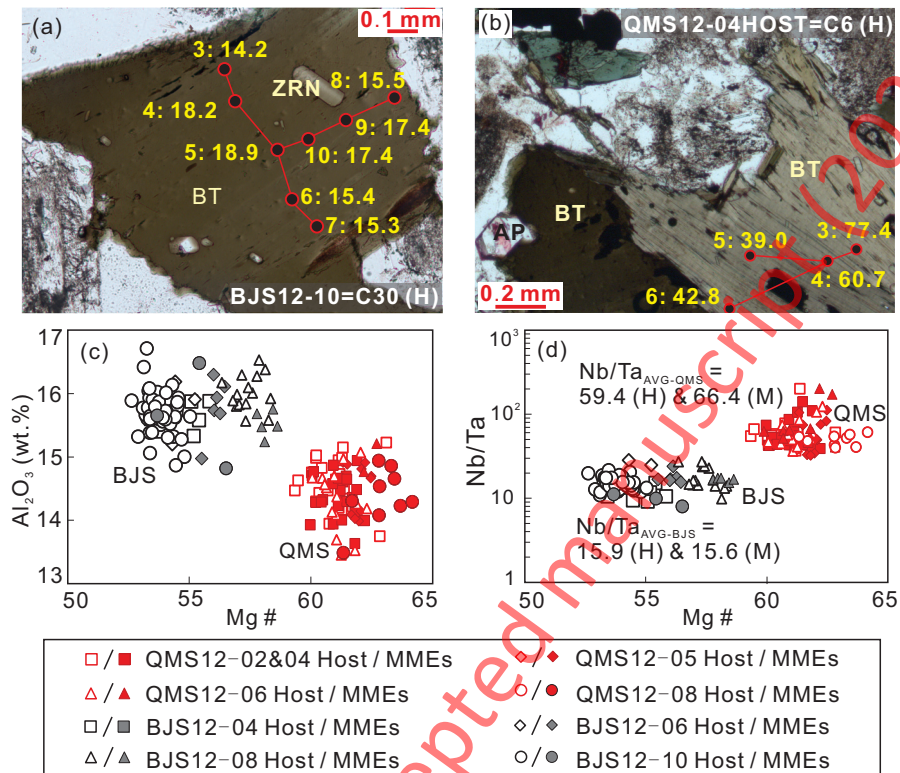 (a)
0.1 mm
3: 14.2
ZRN
8: 15.5
4: 18.2
9: 17.4
5: 18.9
10: 17.4
BT
6: 15.4
7: 15.3
BJS12-10=C30 (H)
(b)
QMS12-04HOST=C6 (H)
BT
BT
AP
5: 39.0
3: 77.4
4: 60.7
6: 42.8
0.2 mm
(c)
17
16
15
14
13
Al₂O₃ (wt.%)
BJS
QMS
50
55
60
65
Mg #
(d)
10³
10²
10
1
Nb/Ta
Nb/Ta AVG-QMS =
59.4 (H) & 66.4 (M)
QMS
BJS
Nb/Ta AVG-BJS =
15.9 (H) & 15.6 (M)
50
55
60
65
Mg #
/ QMS12-02&04 Host / MMEs
/ QMS12-05 Host / MMEs
/ QMS12-06 Host / MMEs
/ QMS12-08 Host / MMEs
/ BJS12-04 Host / MMEs
/ BJS12-06 Host / MMEs
/ BJS12-08 Host / MMEs
/ BJS12-10 Host / MMEs
epted manuscript (202